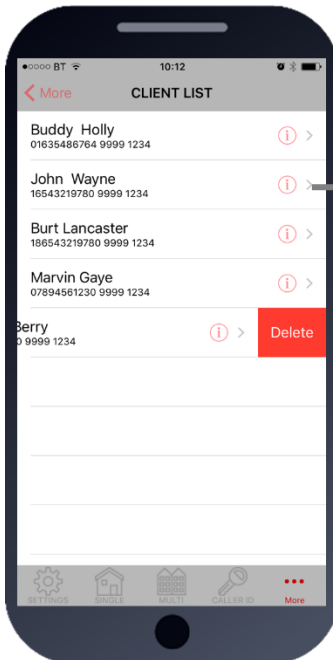 BT 10:12
More CLIENT LIST
Buddy Holly
01635486764 9999 1234
John Wayne
16543219780 9999 1234
Burt Lancaster
186543219780 9999 1234
Marvin Gaye
07894561230 9999 1234
Berry
0 9999 1234
Delete
SETTINGS SINGLE MULTI CALLER ID More